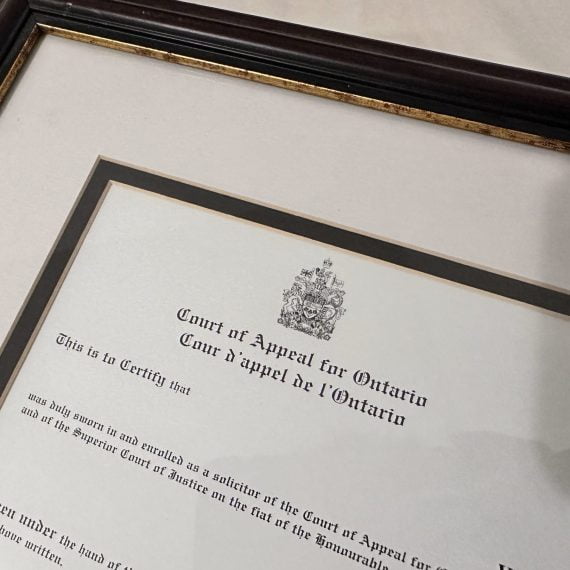 Court of Appeal for Ontario
Cour d'appel de l'Ontario
This is to Certify that
was duly sworn in and enrolled as a solicitor of the Court of Appeal for
and of the Superior Court of Justice on the fiat of the Honourable
under the hand of
above written.